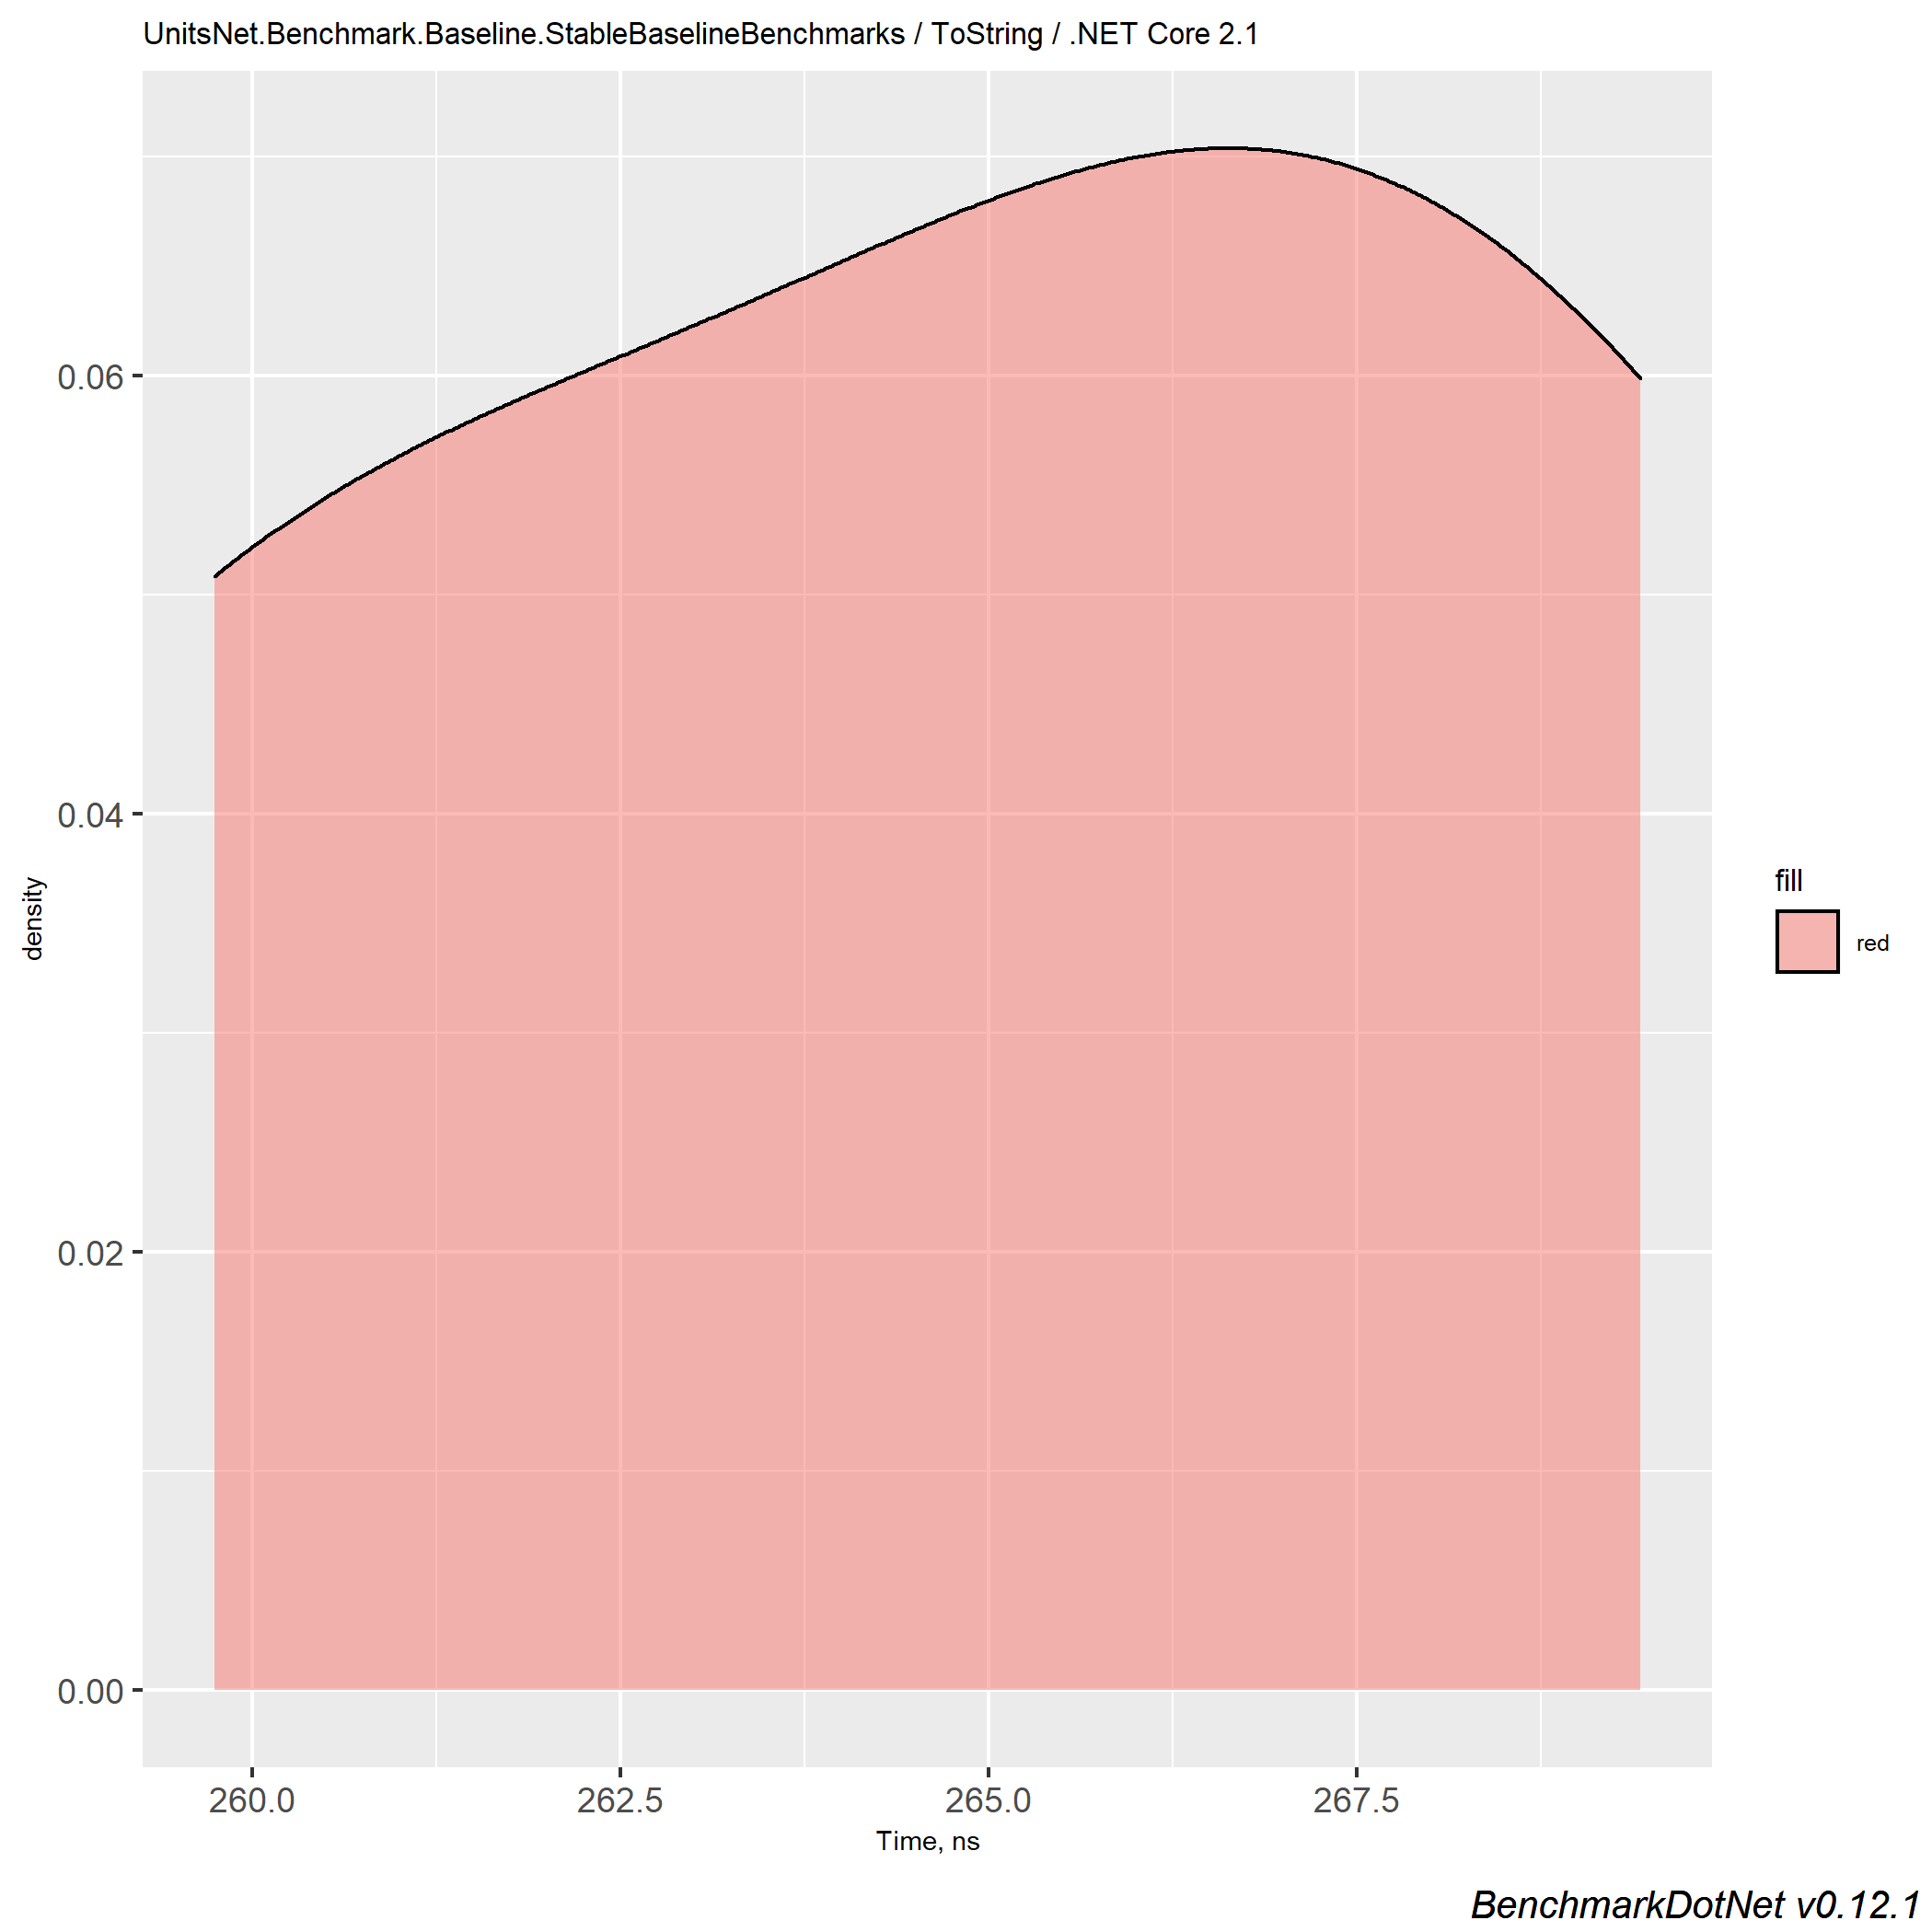 UnitsNet.Benchmark.Baseline.StableBaselineBenchmarks / ToString / .NET Core 2.1
0.06
0.04
0.02
0.00
density
260.0 262.5 265.0 267.5
Time, ns
fill
red
BenchmarkDotNet v0.12.1